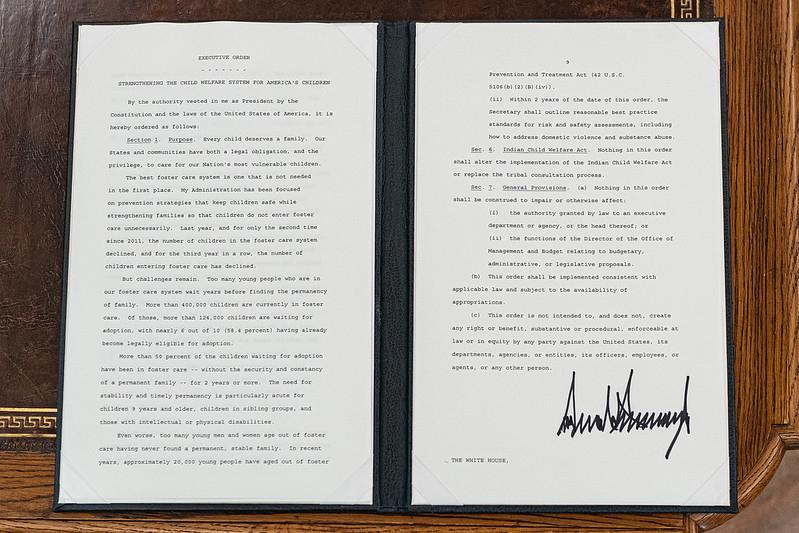 EXECUTIVE ORDER
- - - - - - -
STRENGTHENING THE CHILD WELFARE SYSTEM FOR AMERICA'S CHILDREN
By the authority vested in me as President by the
Constitution and the laws of the United States of America, it is
hereby ordered as follows:
Section 1. Purpose. Every child deserves a family. Our
States and communities have both a legal obligation, and the
privilege, to care for our Nation's most vulnerable children.
The best foster care system is one that is not needed
in the first place. My Administration has been focused
on prevention strategies that keep children safe while
strengthening families so that children do not enter foster
care unnecessarily. Last year, and for only the second time
since 2011, the number of children in the foster care system
declined, and for the third year in a row, the number of
children entering foster care has declined.
But challenges remain. Too many young people who are in
our foster care system wait years before finding the permanency
of family. More than 400,000 children are currently in foster
care. Of those, more than 124,000 children are waiting for
adoption, with nearly 6 out of 10 (58.4 percent) having already
become legally eligible for adoption.
More than 50 percent of the children waiting for adoption
have been in foster care -- without the security and constancy
of a permanent family -- for 2 years or more. The need for
stability and timely permanency is particularly acute for
children 9 years and older, children in sibling groups, and
those with intellectual or physical disabilities.
Even worse, too many young men and women age out of foster
care having never found a permanent, stable family. In recent
years, approximately 20,000 young people have aged out of foster
9
Prevention and Treatment Act (42 U.S.C.
5106(b)(2)(B)(iv)).
(ii) Within 2 years of the date of this order, the
Secretary shall outline reasonable best practice
standards for risk and safety assessments, including
how to address domestic violence and substance abuse.
Sec. 6. Indian Child Welfare Act. Nothing in this order
shall alter the implementation of the Indian Child Welfare Act
or replace the tribal consultation process.
Sec. 7. General Provisions. (a) Nothing in this order
shall be construed to impair or otherwise affect:
(i) the authority granted by law to an executive
department or agency, or the head thereof; or
(ii) the functions of the Director of the Office of
Management and Budget relating to budgetary,
administrative, or legislative proposals.
(b) This order shall be implemented consistent with
applicable law and subject to the availability of
appropriations.
(c) This order is not intended to, and does not, create
any right or benefit, substantive or procedural, enforceable at
law or in equity by any party against the United States, its
departments, agencies, or entities, its officers, employees, or
agents, or any other person.
THE WHITE HOUSE,